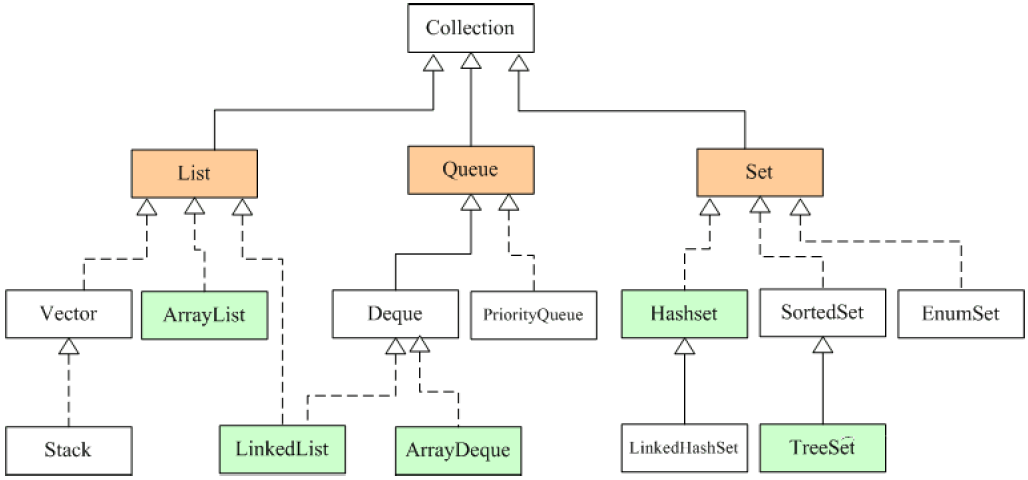 Collection
List
Queue
Set
Vector
ArrayList
Deque
PriorityQueue
Hashset
SortedSet
EnumSet
Stack
LinkedList
ArrayDeque
LinkedHashSet
TreeSet